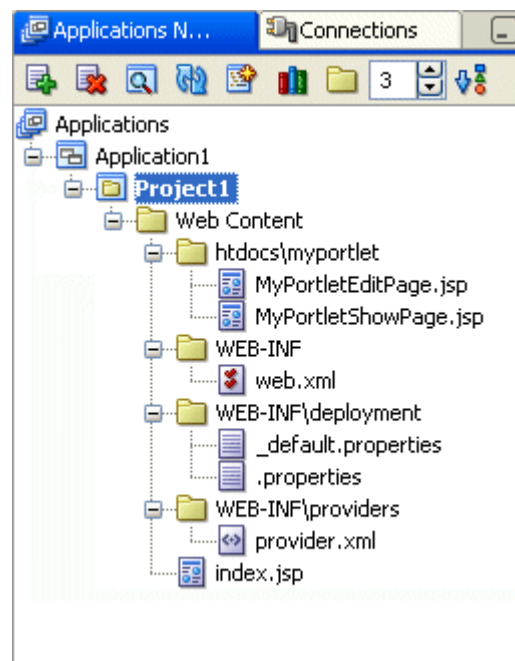 Applications N... Connections
3
Applications
Application1
Project1
Web Content
htdocs\myportlet
MyPortletEditPage.jsp
MyPortletShowPage.jsp
WEB-INF
web.xml
WEB-INF\deployment
_default.properties
.properties
WEB-INF\providers
provider.xml
index.jsp